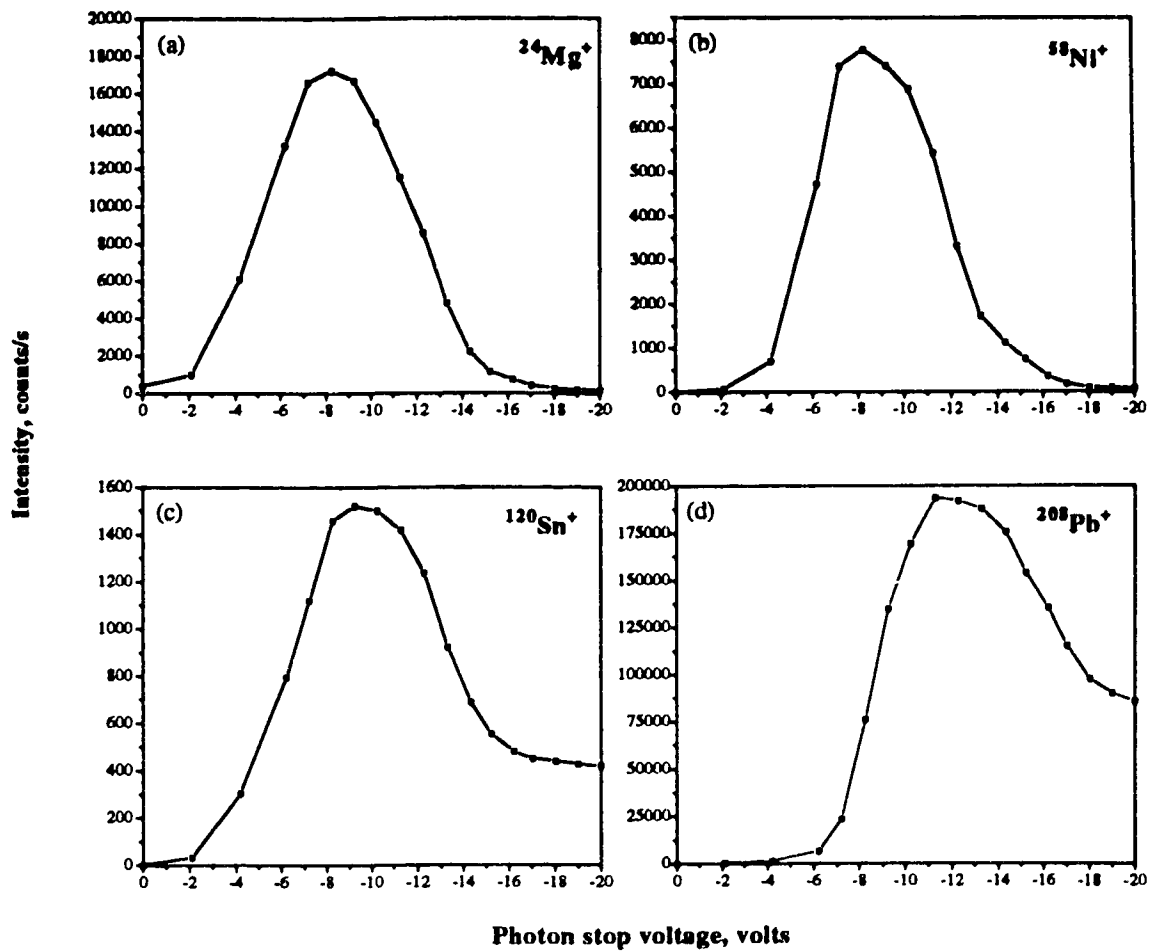 (a)
²⁴Mg⁺
20000
18000
16000
14000
12000
10000
8000
6000
4000
2000
0
0 -2 -4 -6 -8 -10 -12 -14 -16 -18 -20
(b)
⁵⁸Ni⁺
8000
7000
6000
5000
4000
3000
2000
1000
0
0 -2 -4 -6 -8 -10 -12 -14 -16 -18 -20
Intensity, counts/s
(c)
¹²⁰Sn⁺
1600
1400
1200
1000
800
600
400
200
0
0 -2 -4 -6 -8 -10 -12 -14 -16 -18 -20
(d)
²⁰⁸Pb⁺
200000
175000
150000
125000
100000
75000
50000
25000
0
0 -2 -4 -6 -8 -10 -12 -14 -16 -18 -20
Photon stop voltage, volts